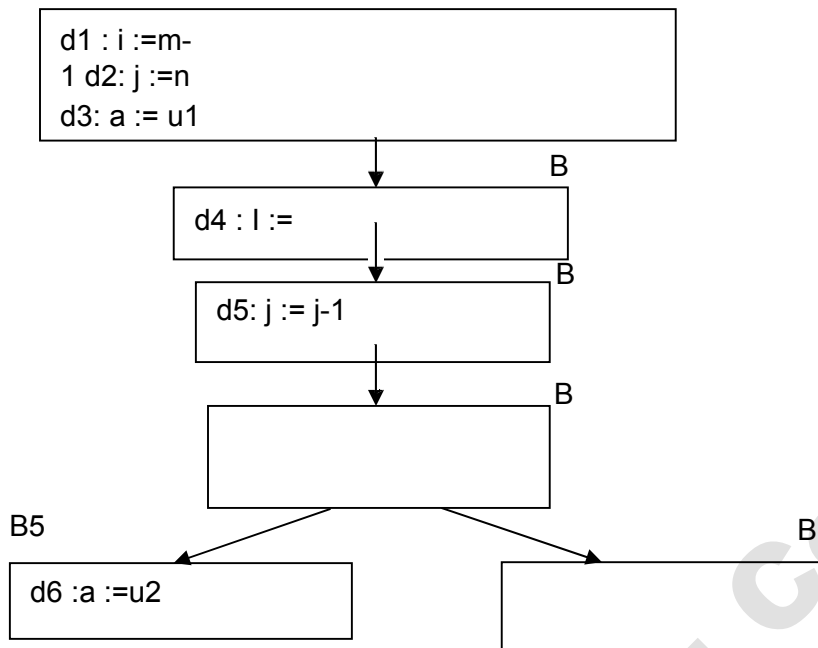 d1 : i :=m-
1 d2: j :=n
d3: a := u1
B
d4 : I :=
B
d5: j := j-1
B
B5
B
d6 :a :=u2